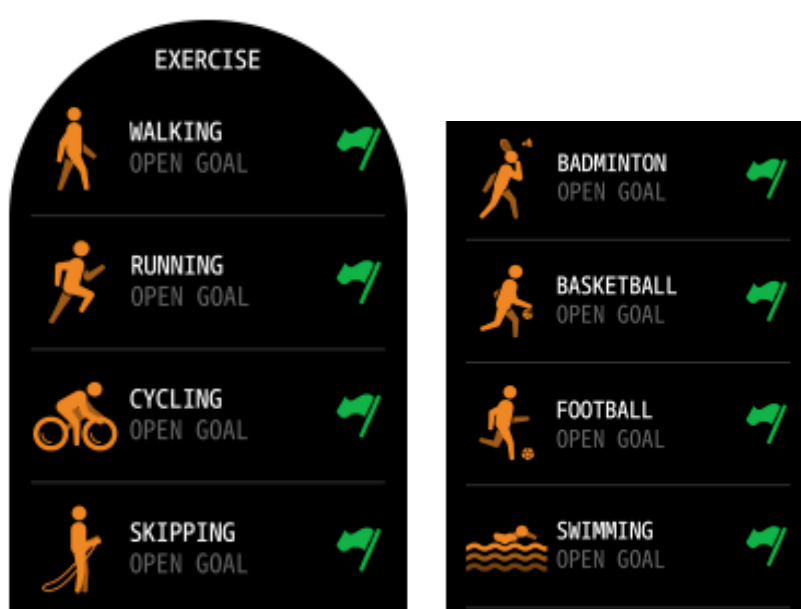 EXERCISE
WALKING
OPEN GOAL
RUNNING
OPEN GOAL
CYCLING
OPEN GOAL
SKIPPING
OPEN GOAL
BADMINTON
OPEN GOAL
BASKETBALL
OPEN GOAL
FOOTBALL
OPEN GOAL
SWIMMING
OPEN GOAL